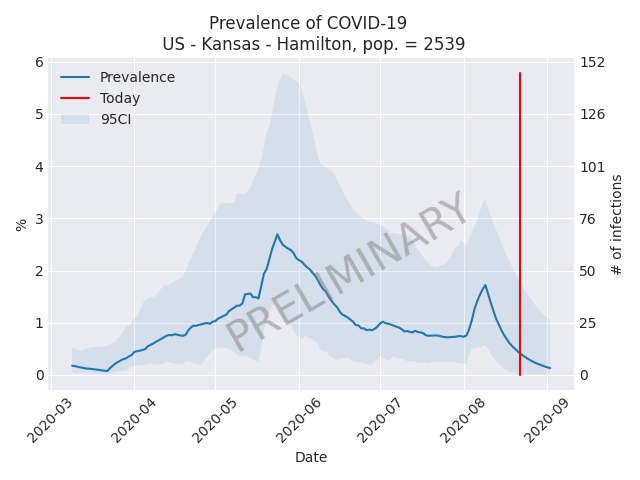 Prevalence of COVID-19
US - Kansas - Hamilton, pop. = 2539
Prevalence
Today
95CI
PRELIMINARY
%
6
5
4
3
2
1
0
152
126
101
76
50
25
0
# of infections
2020-03
2020-04
2020-05
2020-06
2020-07
2020-08
2020-09
Date